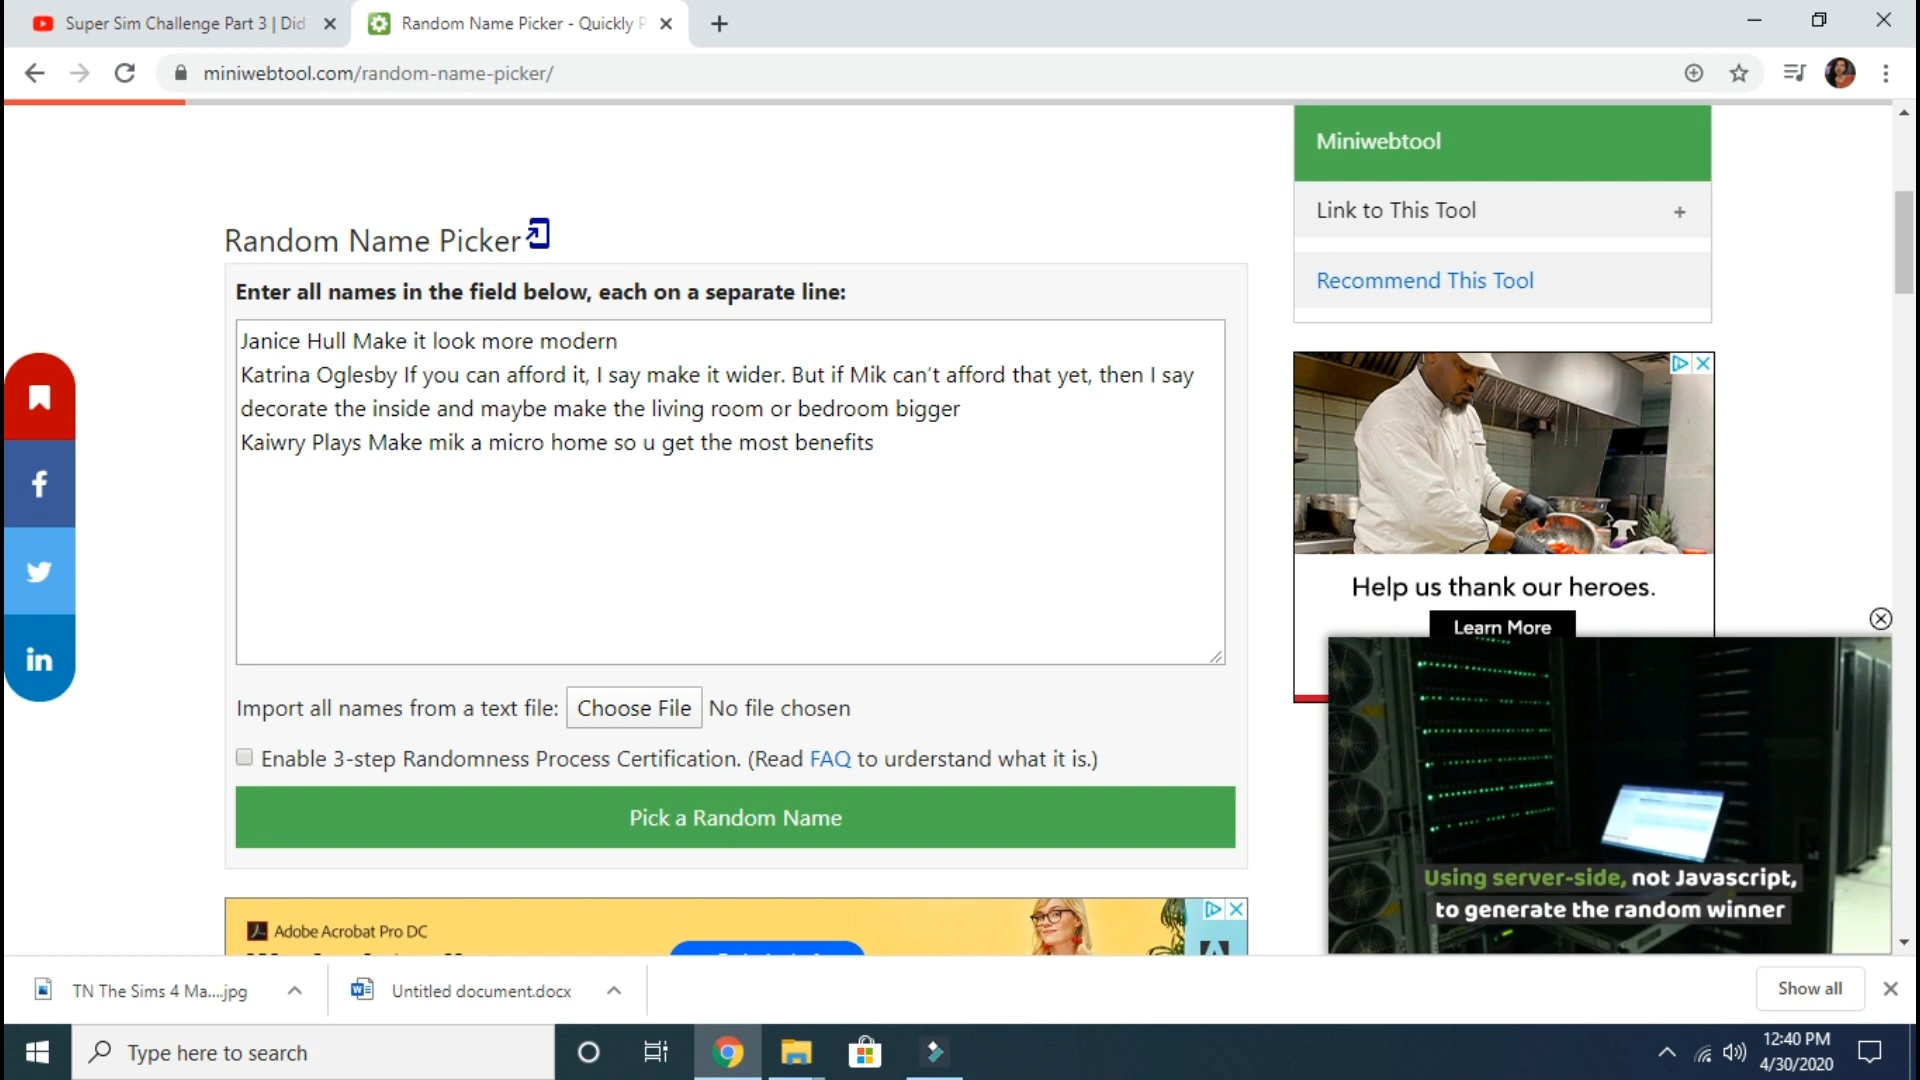 Super Sim Challenge Part 3 | Did
Random Name Picker - Quickly P
miniwebtool.com/random-name-picker/
Miniwebtool
Link to This Tool +
Recommend This Tool
Random Name Picker
Enter all names in the field below, each on a separate line:
Janice Hull Make it look more modern
Katrina Oglesby If you can afford it, I say make it wider. But if Mik can't afford that yet, then I say
decorate the inside and maybe make the living room or bedroom bigger
Kaiwry Plays Make mik a micro home so u get the most benefits
f
in
Help us thank our heroes.
Learn More
Import all names from a text file: Choose File No file chosen
Enable 3-step Randomness Process Certification. (Read FAQ to understand what it is.)
Pick a Random Name
Using server-side, not Javascript,
to generate the random winner
Adobe Acrobat Pro DC
TN The Sims 4 Ma....jpg
Untitled document.docx
Show all
Type here to search
12:40 PM
4/30/2020